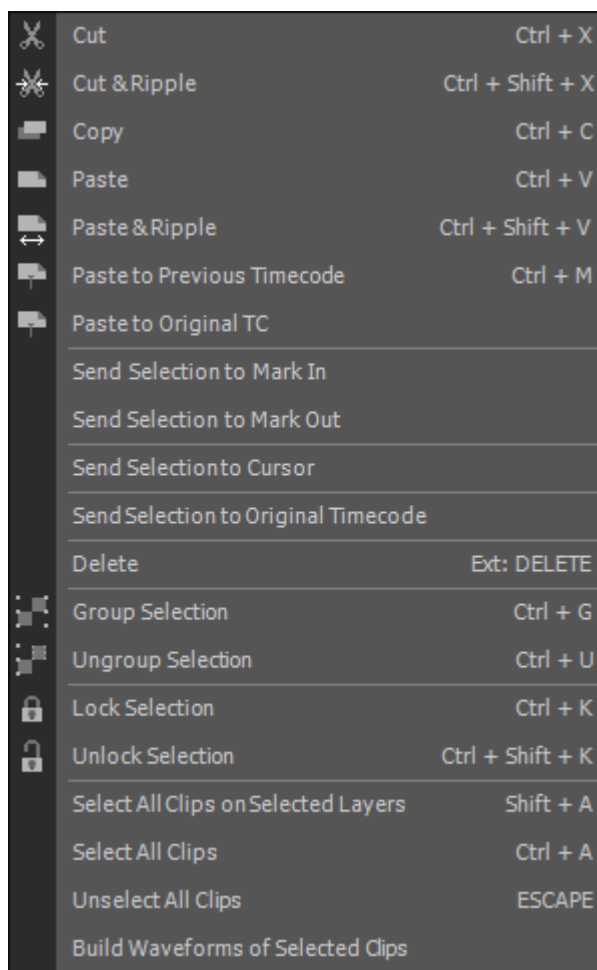 Cut Ctrl + X
Cut & Ripple Ctrl + Shift + X
Copy Ctrl + C
Paste Ctrl + V
Paste & Ripple Ctrl + Shift + V
Paste to Previous Timecode Ctrl + M
Paste to Original TC
Send Selection to Mark In
Send Selection to Mark Out
Send Selection to Cursor
Send Selection to Original Timecode
Delete Ext: DELETE
Group Selection Ctrl + G
Ungroup Selection Ctrl + U
Lock Selection Ctrl + K
Unlock Selection Ctrl + Shift + K
Select All Clips on Selected Layers Shift + A
Select All Clips Ctrl + A
Unselect All Clips ESCAPE
Build Waveforms of Selected Clips